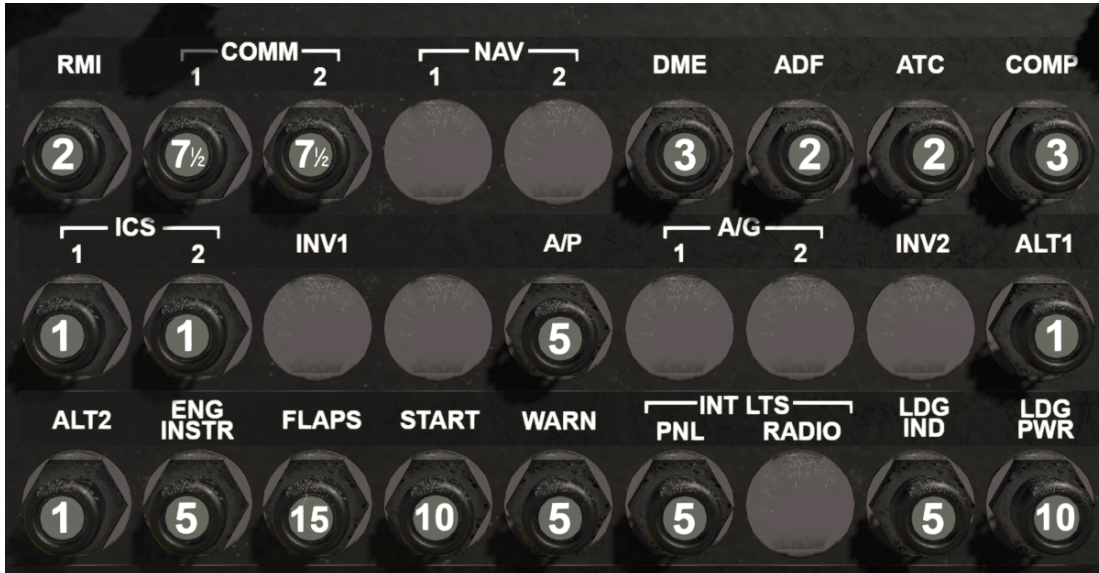 RMI COMM NAV DME ADF ATC COMP
1 2 1 2
2 7½ 7½ 3 2 2 3
ICS INV1 A/P A/G INV2 ALT1
1 2 1 2
1 1 5 1
ALT2 ENG INSTR FLAPS START WARN INT LTS LDG IND LDG PWR
PNL RADIO
1 5 15 10 5 5 5 10